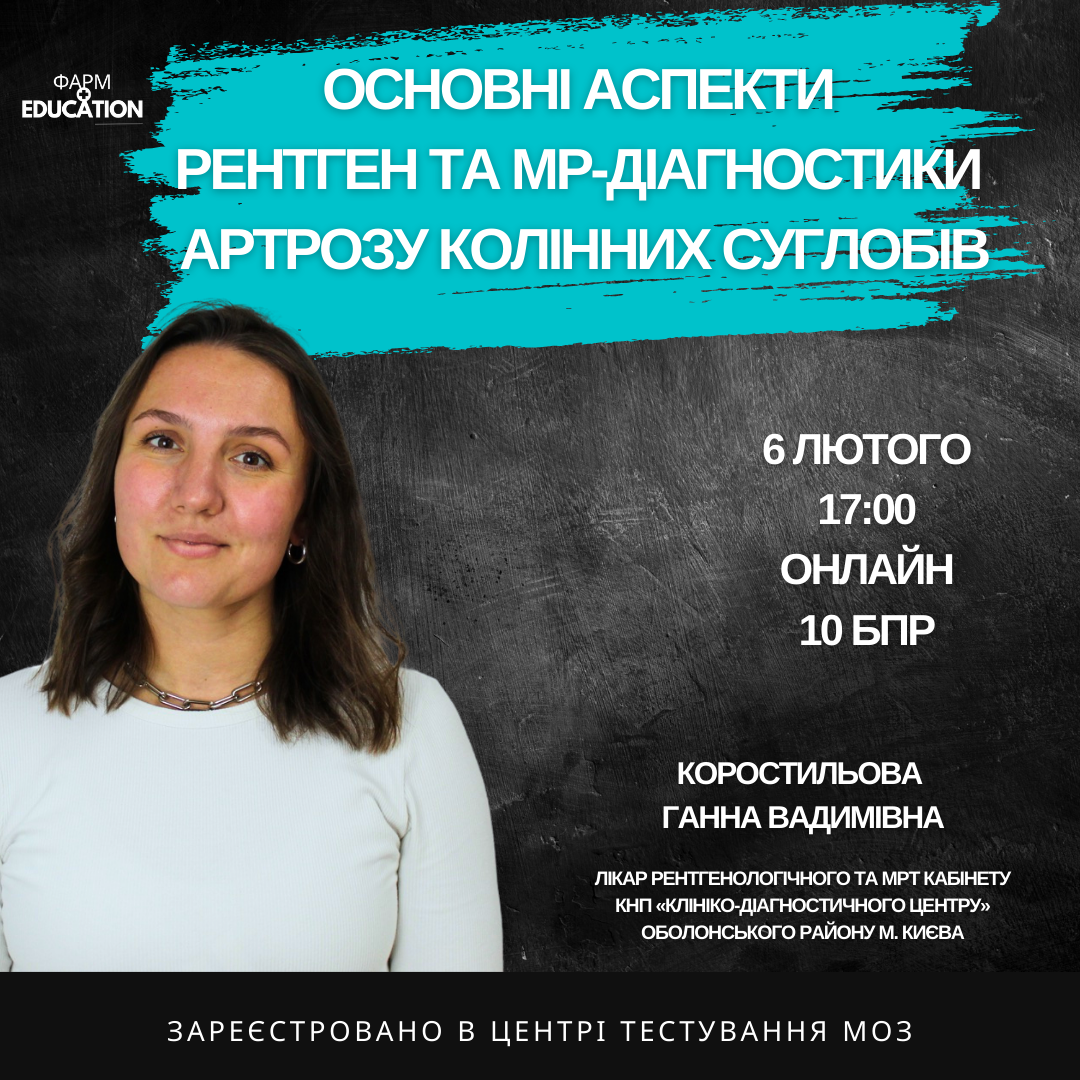 ФАРМ
EDUCATION
ОСНОВНІ АСПЕКТИ
РЕНТГЕН ТА МР-ДІАГНОСТИКИ
АРТРОЗУ КОЛІННИХ СУГЛОБІВ
6 ЛЮТОГО
17:00
ОНЛАЙН
10 БПР
КОРОСТИЛЬОВА
ГАННА ВАДИМІВНА
ЛІКАР РЕНТГЕНОЛОГІЧНОГО ТА МРТ КАБІНЕТУ
КНП «КЛІНІКО-ДІАГНОСТИЧНОГО ЦЕНТРУ»
ОБОЛОНСЬКОГО РАЙОНУ М. КИЄВА
ЗАРЕЄСТРОВАНО В ЦЕНТРІ ТЕСТУВАННЯ МОЗ